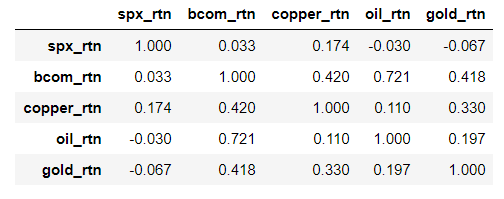 spx_rtn bcom_rtn copper_rtn oil_rtn gold_rtn
spx_rtn 1.000 0.033 0.174 -0.030 -0.067
bcom_rtn 0.033 1.000 0.420 0.721 0.418
copper_rtn 0.174 0.420 1.000 0.110 0.330
oil_rtn -0.030 0.721 0.110 1.000 0.197
gold_rtn -0.067 0.418 0.330 0.197 1.000